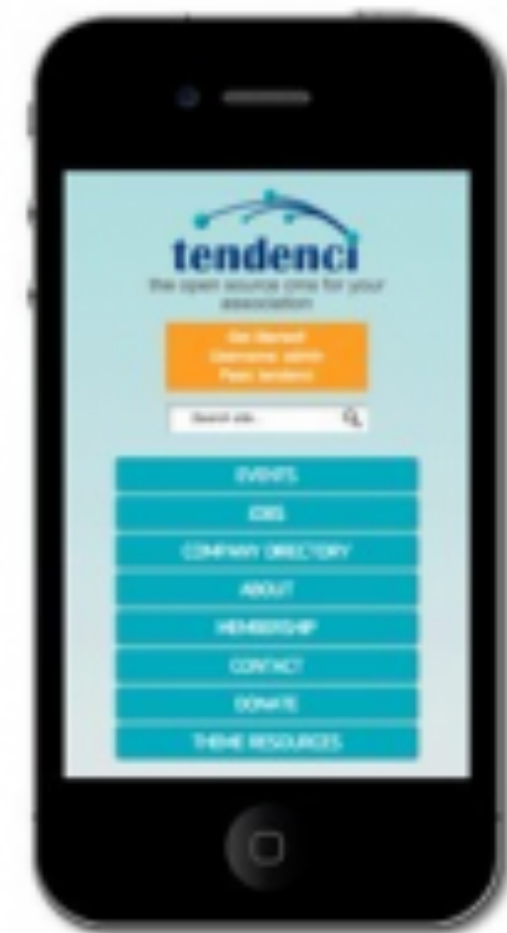 tendenci
the open source cms for your
association
Get Started!
Username: admin
Pass: tendenci
Search site...
EVENTS
JOBS
COMPANY DIRECTORY
ABOUT
MEMBERSHIP
CONTACT
DONATE
THEME RESOURCES